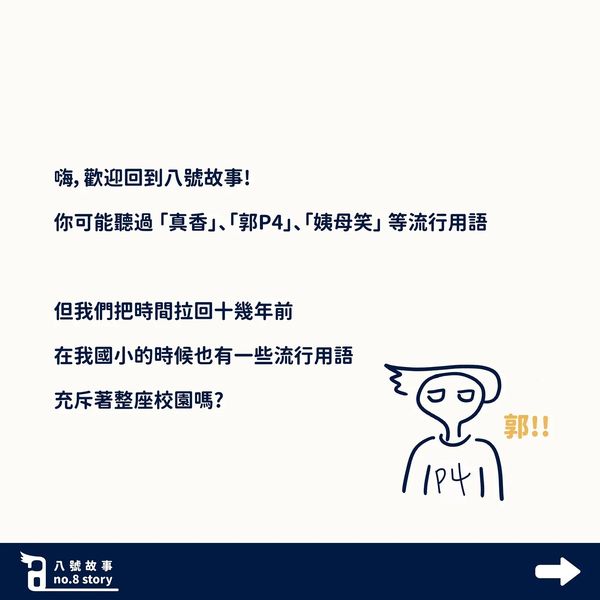 嗨，歡迎回到八號故事！
你可能聽過「真香」、「郭P4」、「姨母笑」等流行用語
但我們把時間拉回十幾年前
在我國小的時候也有一些流行用語
充斥著整座校園嗎？
郭!!
P4
八號故事
no.8 story